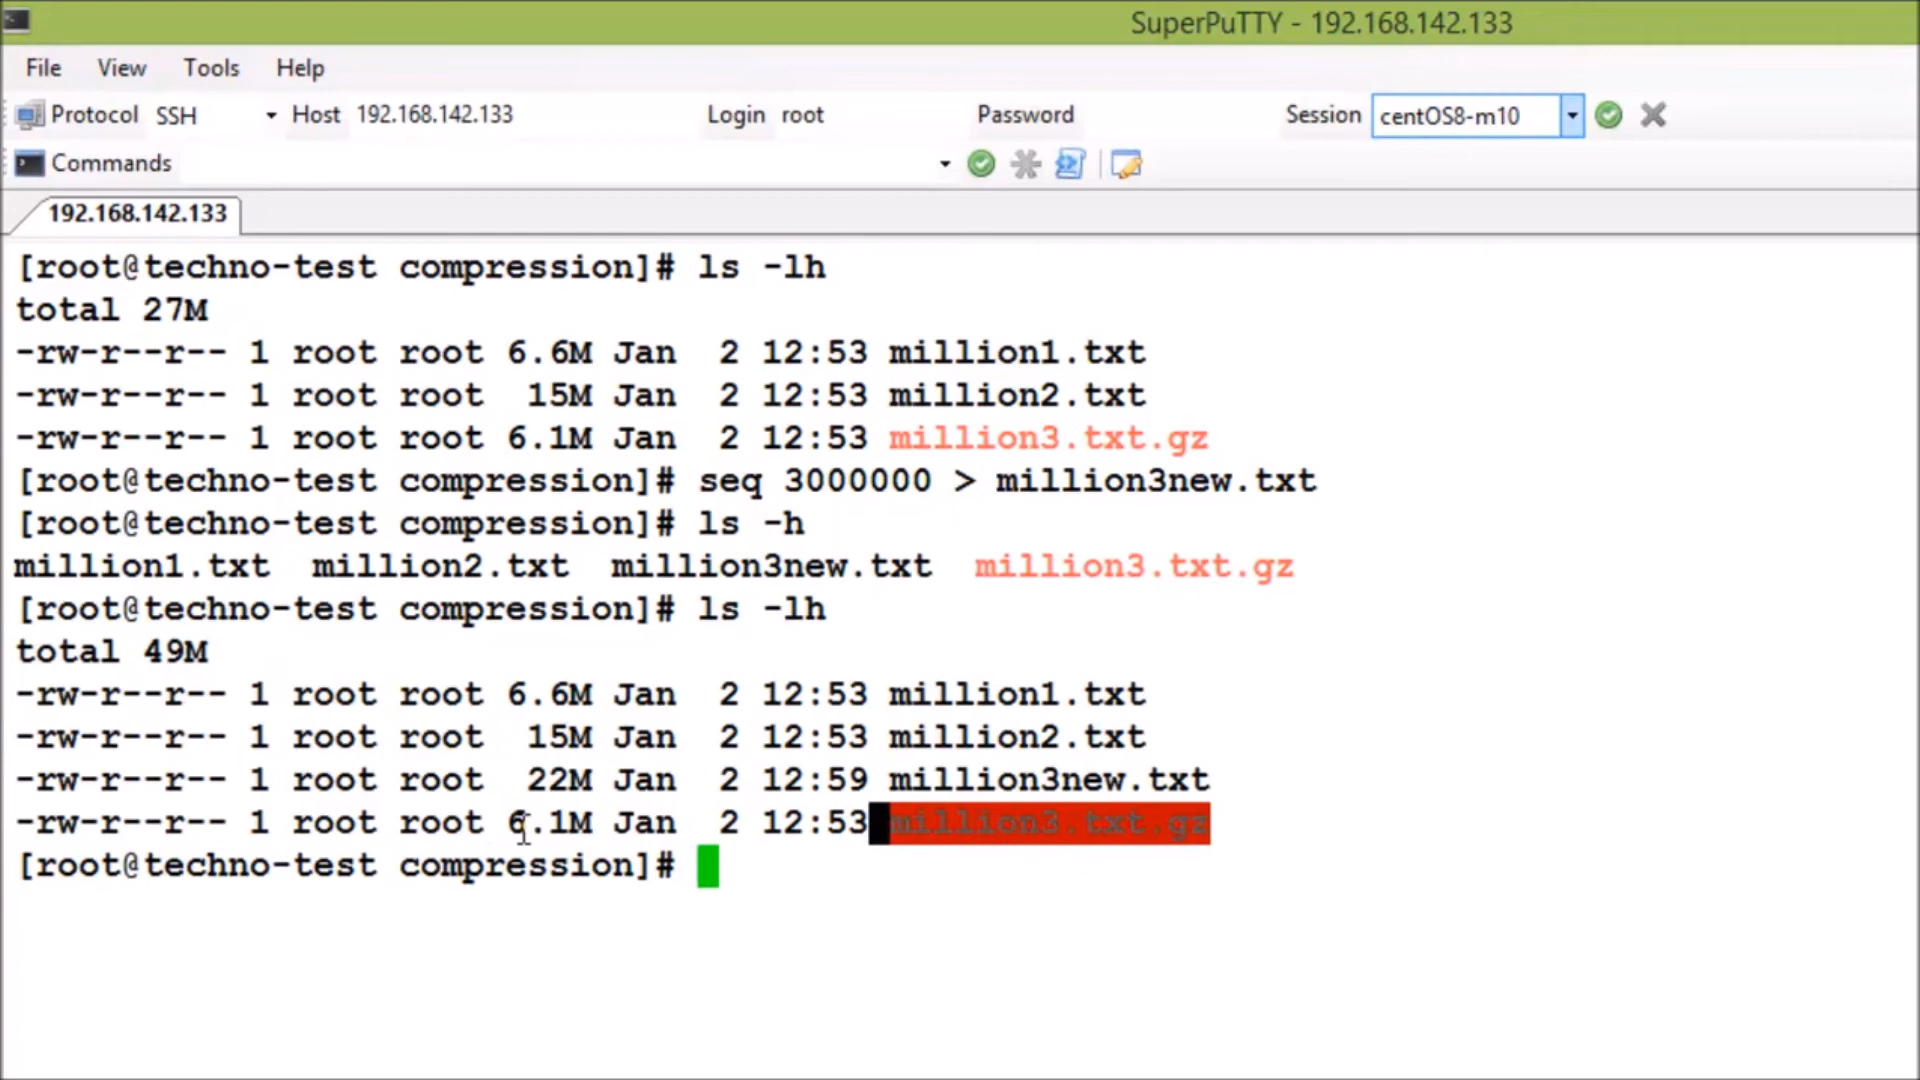 SuperPuTTY - 192.168.142.133
File View Tools Help
Protocol SSH Host 192.168.142.133 Login root Password Session centOS8-m10
Commands
192.168.142.133
[root@techno-test compression]# ls -lh
total 27M
-rw-r--r-- 1 root root 6.6M Jan  2 12:53 million1.txt
-rw-r--r-- 1 root root  15M Jan  2 12:53 million2.txt
-rw-r--r-- 1 root root 6.1M Jan  2 12:53 million3.txt.gz
[root@techno-test compression]# seq 3000000 > million3new.txt
[root@techno-test compression]# ls -h
million1.txt  million2.txt  million3new.txt  million3.txt.gz
[root@techno-test compression]# ls -lh
total 49M
-rw-r--r-- 1 root root 6.6M Jan  2 12:53 million1.txt
-rw-r--r-- 1 root root  15M Jan  2 12:53 million2.txt
-rw-r--r-- 1 root root  22M Jan  2 12:59 million3new.txt
-rw-r--r-- 1 root root 6.1M Jan  2 12:53 million3.txt.gz
[root@techno-test compression]#